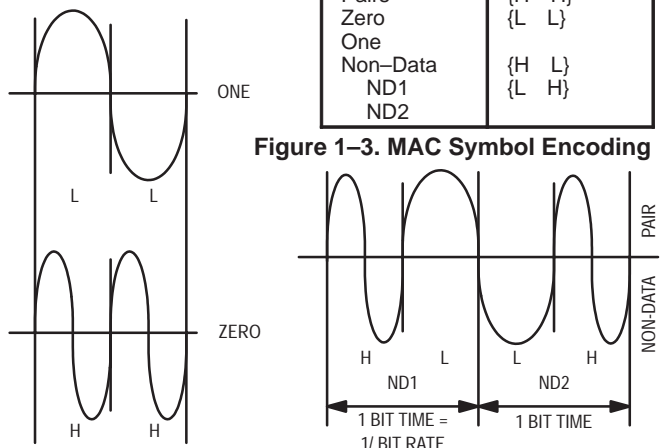 Zero {L L}
One
Non–Data {H L}
ND1 {L H}
ND2
Figure 1–3. MAC Symbol Encoding
ONE
L L
ZERO
H H
PAIR
NON-DATA
H L L H
ND1 ND2
1 BIT TIME = 1 BIT TIME
1/ BIT RATE